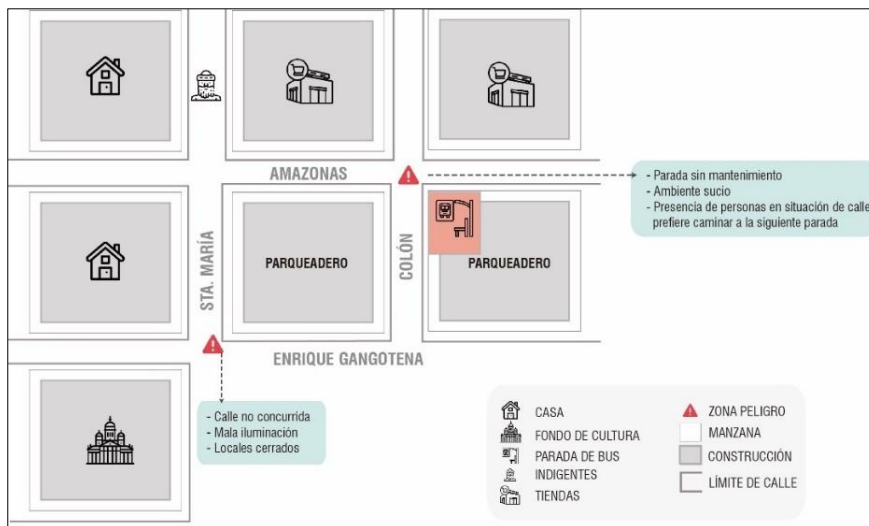 AMAZONAS
- Parada sin mantenimiento
- Ambiente sucio
- Presencia de personas en situación de calle
prefiere caminar a la siguiente parada
STA. MARÍA
PARQUEADERO
COLÓN
PARQUEADERO
ENRIQUE GANGOTENA
- Calle no concurrida
- Mala iluminación
- Locales cerrados
CASA
FONDO DE CULTURA
PARADA DE BUS
INDIGENTES
TIENDAS
ZONA PELIGRO
MANZANA
CONSTRUCCIÓN
LÍMITE DE CALLE